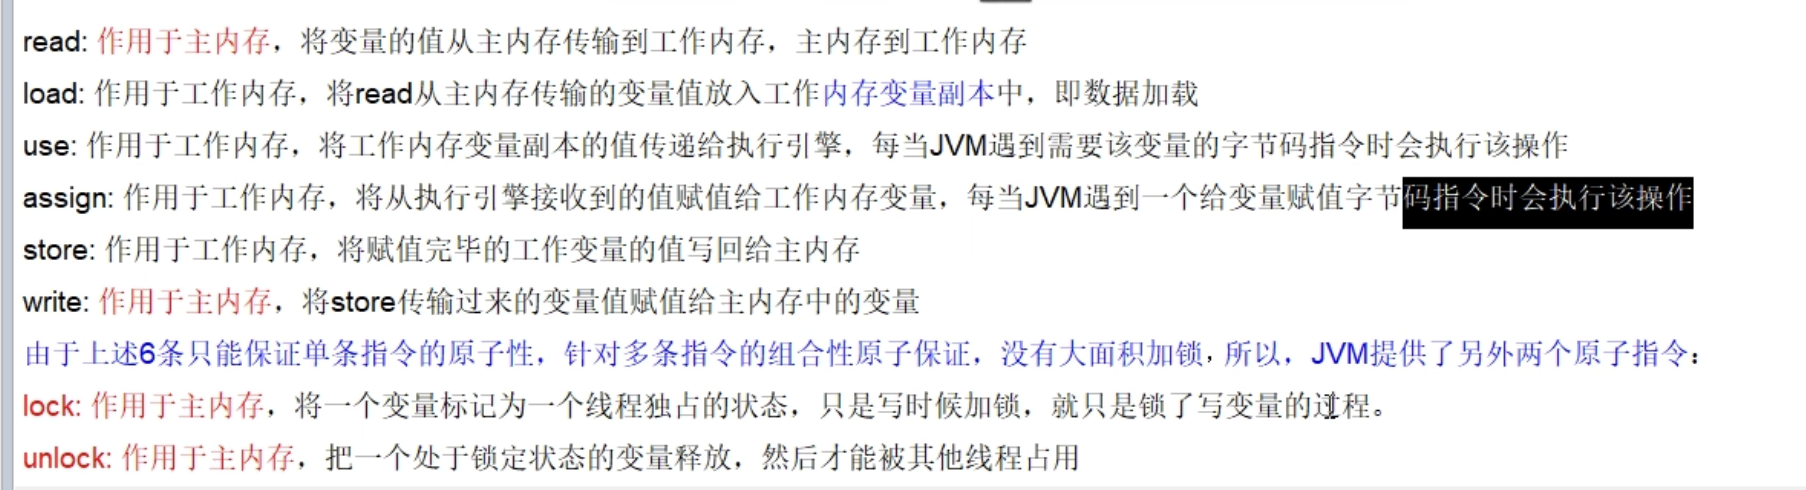 read: 作用于主内存，将变量的值从主内存传输到工作内存，主内存到工作内存
load: 作用于工作内存，将read从主内存传输的变量值放入工作内存变量副本中，即数据加载
use: 作用于工作内存，将工作内存变量副本的值传递给执行引擎，每当JVM遇到需要该变量的字节码指令时会执行该操作
assign: 作用于工作内存，将从执行引擎接收到的值赋值给工作内存变量，每当JVM遇到一个给变量赋值字节码指令时会执行该操作
store: 作用于工作内存，将赋值完毕的工作变量的值写回给主内存
write: 作用于主内存，将store传输过来的变量值赋值给主内存中的变量
由于上述6条只能保证单条指令的原子性，针对多条指令的组合性原子保证，没有大面积加锁，所以，JVM提供了另外两个原子指令：
lock: 作用于主内存，将一个变量标记为一个线程独占的状态，只是写时候加锁，就只是锁了写变量的过程。
unlock: 作用于主内存，把一个处于锁定状态的变量释放，然后才能被其他线程占用